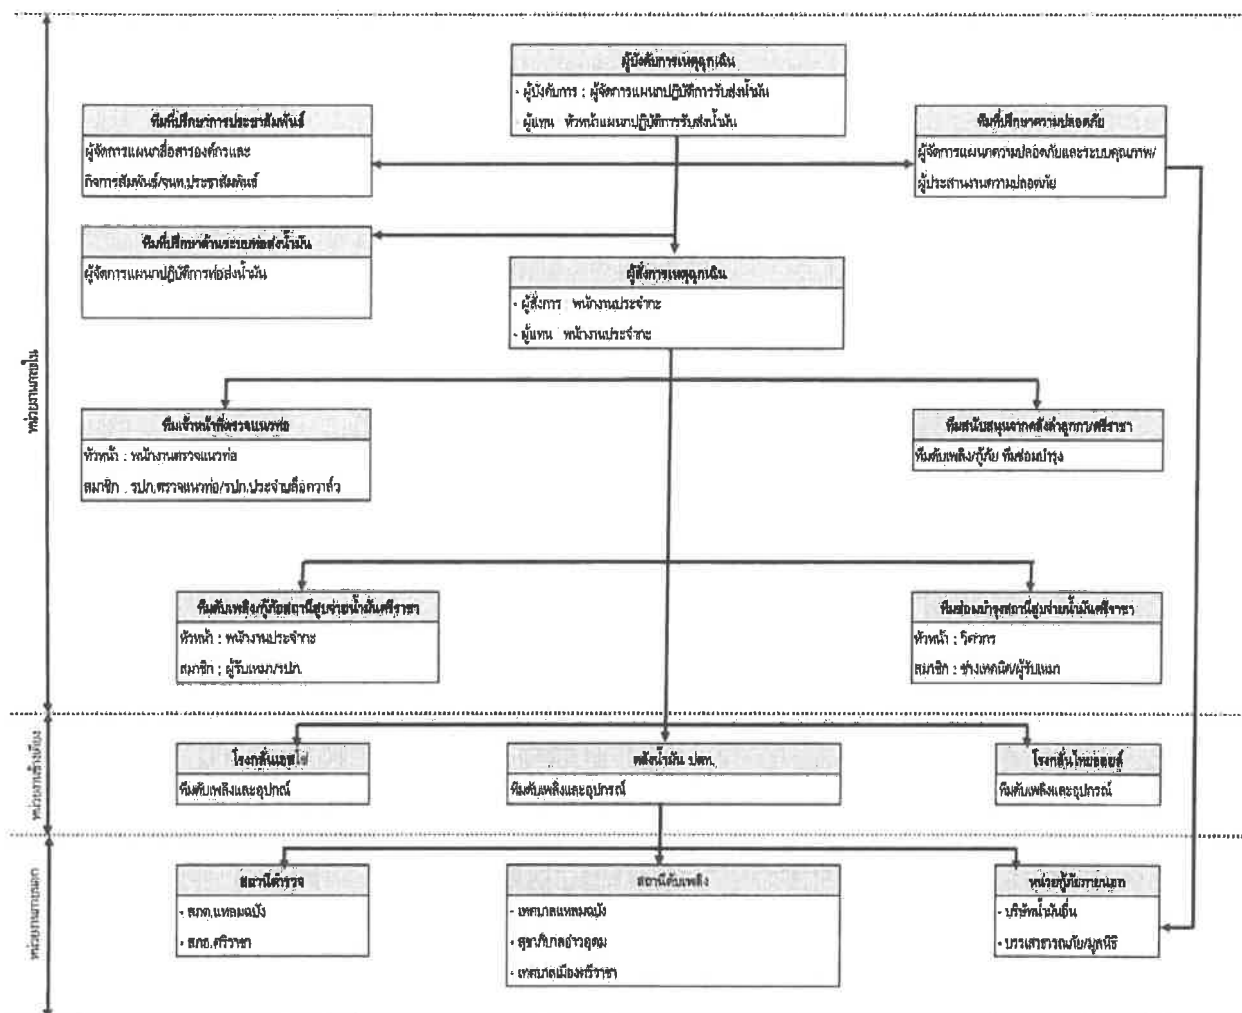 ผู้บังคับการเหตุฉุกเฉิน
- ผู้บังคับการ : ผู้จัดการแผนกปฏิบัติการรับส่งน้ำมัน
- ผู้แทน หัวหน้าแผนกปฏิบัติการรับส่งน้ำมัน
ทีมที่ปรึกษาการประชาสัมพันธ์
ผู้จัดการแผนกสื่อสารองค์กรและ
กิจการสัมพันธ์/จนท.ประชาสัมพันธ์
ทีมที่ปรึกษาความปลอดภัย
ผู้จัดการแผนกความปลอดภัยและระบบคุณภาพ/
ผู้ประสานงานความปลอดภัย
ทีมที่ปรึกษาด้านระบบท่อส่งน้ำมัน
ผู้จัดการแผนกปฏิบัติการท่อส่งน้ำมัน
ผู้สั่งการเหตุฉุกเฉิน
- ผู้สั่งการ พนักงานประจำกะ
- ผู้แทน พนักงานประจำกะ
หน่วยงานภายใน
ทีมเจ้าหน้าที่ตรวจแนวท่อ
หัวหน้า : พนักงานตรวจแนวท่อ
สมาชิก : รปภ.ตรวจแนวท่อ/รปภ.ประจำบล็อควาล์ว
ทีมสนับสนุนจากคลังลำลูกกา/ศรีราชา
ทีมดับเพลิง/กู้ภัย ทีมซ่อมบำรุง
ทีมดับเพลิง/กู้ภัยสถานีสูบจ่ายน้ำมันศรีราชา
หัวหน้า : พนักงานประจำกะ
สมาชิก : ผู้รับเหมา/รปภ.
ทีมซ่อมบำรุงสถานีสูบจ่ายน้ำมันศรีราชา
หัวหน้า : วิศวกร
สมาชิก : ช่างเทคนิค/ผู้รับเหมา
หน่วยงานข้างเคียง
โรงกลั่นเอสโซ่
ทีมดับเพลิงและอุปกรณ์
คลังน้ำมัน ปตท.
ทีมดับเพลิงและอุปกรณ์
โรงกลั่นไทยออยล์
ทีมดับเพลิงและอุปกรณ์
หน่วยงานภายนอก
สถานีตำรวจ
- สภต.แหลมฉบัง
- สภอ.ศรีราชา
สถานีดับเพลิง
- เทศบาลแหลมฉบัง
- สุขาภิบาลอ่าวอุดม
- เทศบาลเมืองศรีราชา
หน่วยกู้ภัยภายนอก
- บริษัทน้ำมันอื่น
- บรรเทาสาธารณภัย/มูลนิธิ